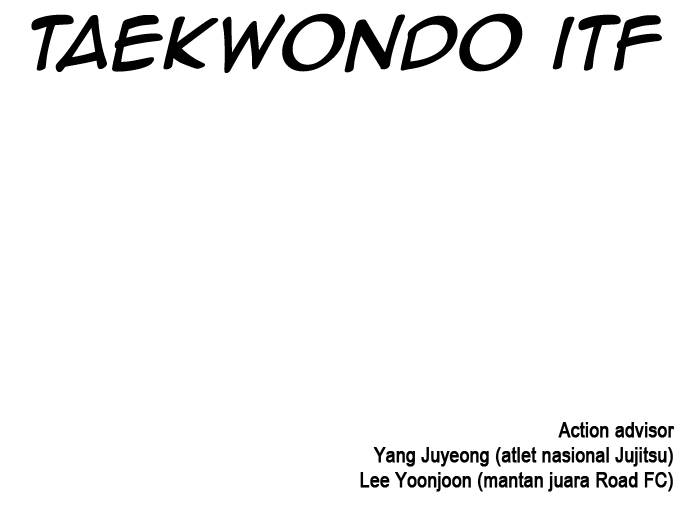 TAEKWONDO ITF
Action advisor
Yang Juyeong (atlet nasional Jujitsu)
Lee Yoonjoon (mantan juara Road FC)